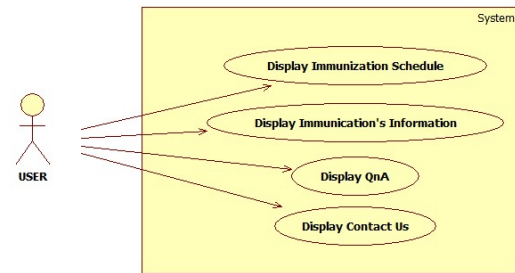 System
Display Immunization Schedule
Display Immunication's Information
USER
Display QnA
Display Contact Us